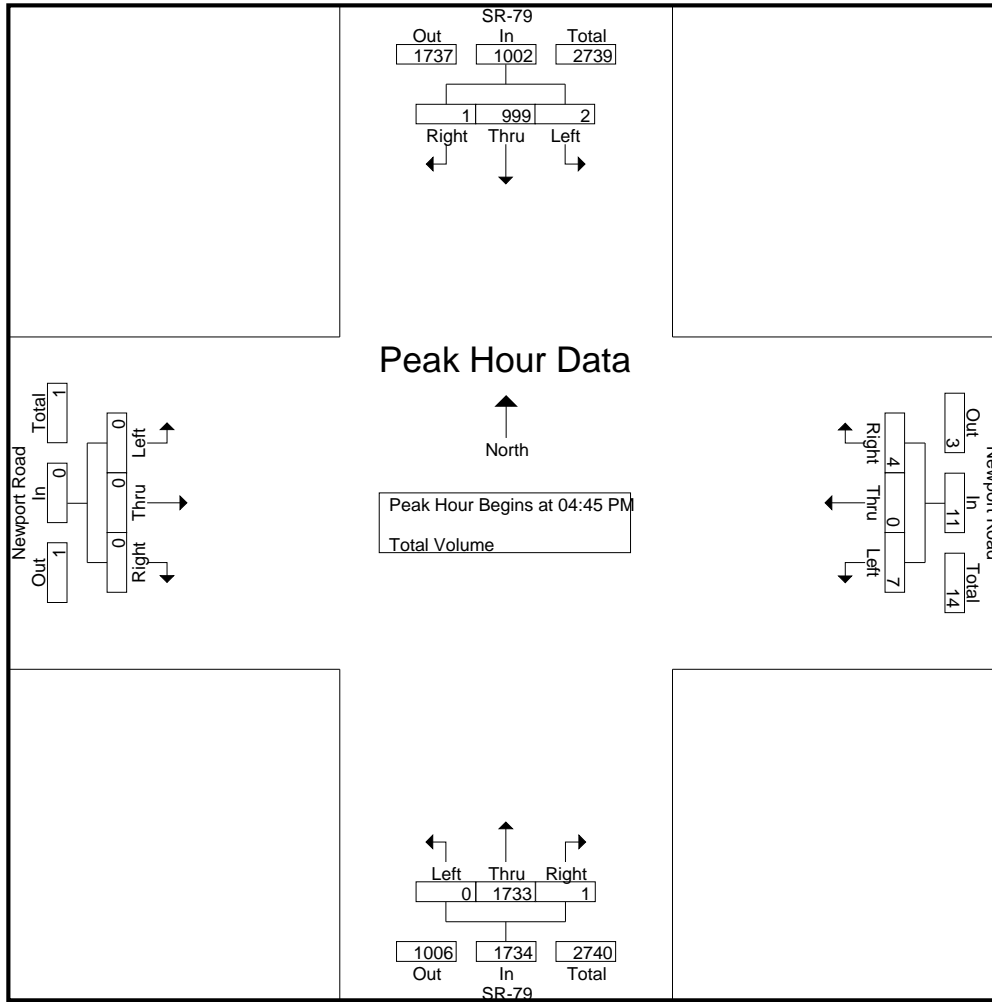 SR-79
Out In Total
1737 1002 2739
1 999 2
Right Thru Left
Peak Hour Data
North
Peak Hour Begins at 04:45 PM
Total Volume
Newport Road
Out In Total
1 0 1
Left Thru Right
0 0 0
Newport Road
Out In Total
3 11 14
Right Thru Left
4 0 7
Left Thru Right
0 1733 1
1006 1734 2740
Out In Total
SR-79